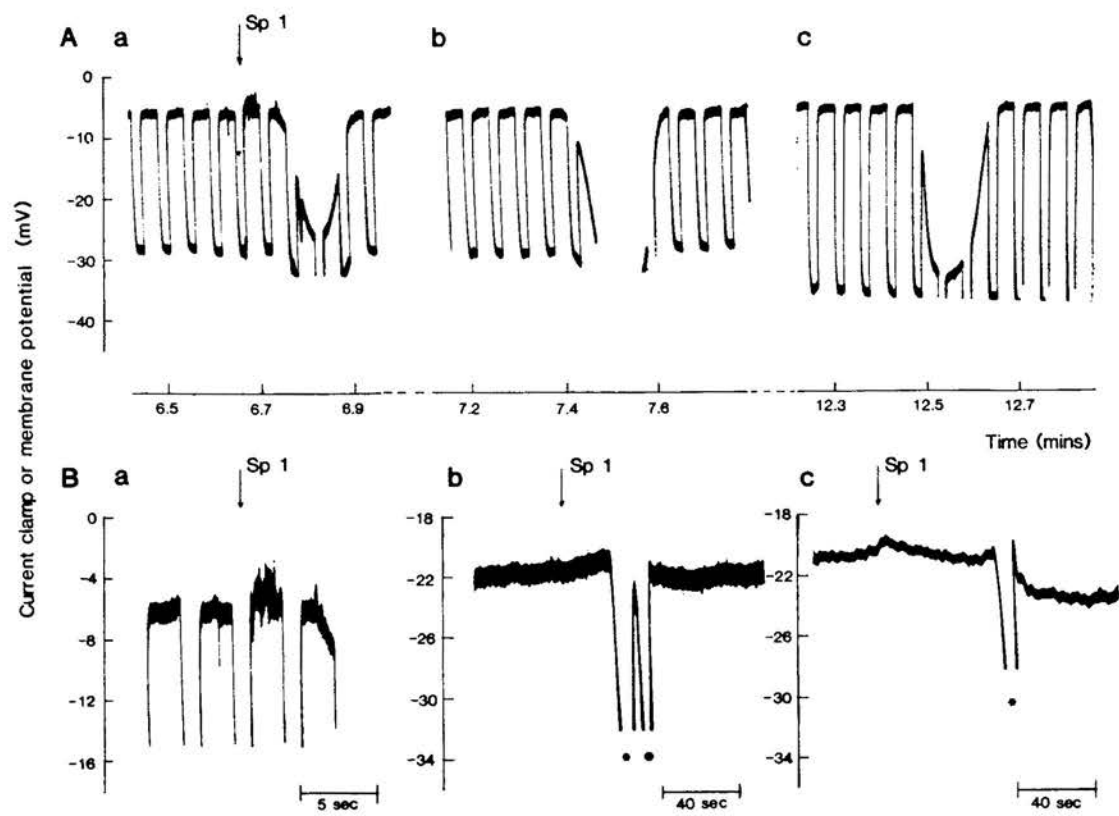 Sp 1
A a b c
0
-10
-20
-30
-40
6.5 6.7 6.9 7.2 7.4 7.6 12.3 12.5 12.7
Time (mins)
Current clamp or membrane potential (mV)
Sp 1 Sp 1 Sp 1
B a b c
0
-4
-8
-12
-16
5 sec
-18
-22
-26
-30
-34
40 sec
-18
-22
-26
-30
-34
40 sec